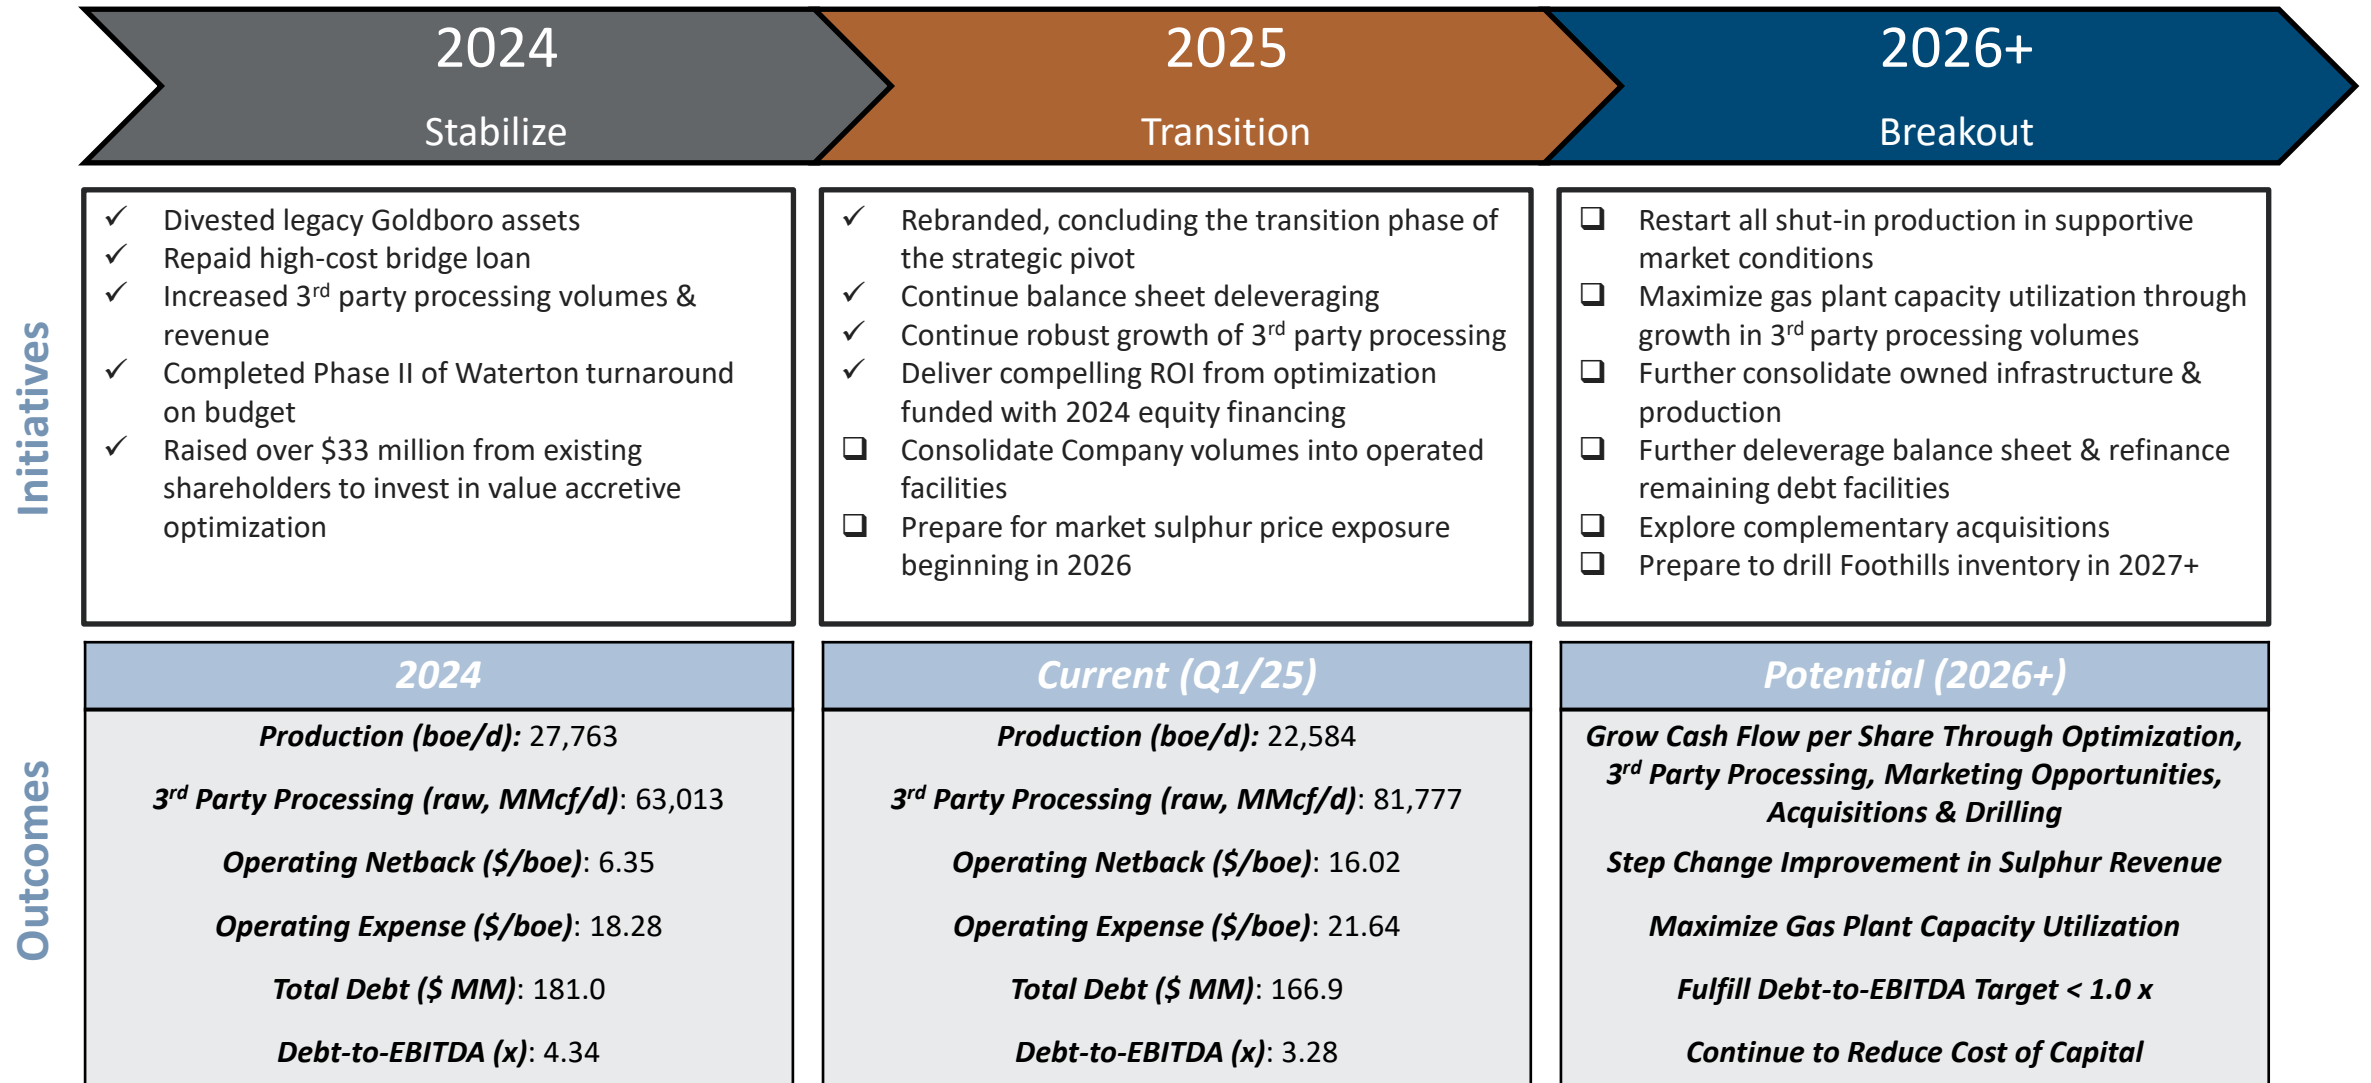 2024
Stabilize
2025
Transition
2026+
Breakout
Initiatives
✓ Divested legacy Goldboro assets
✓ Repaid high-cost bridge loan
✓ Increased 3rd party processing volumes &
revenue
✓ Completed Phase II of Waterton turnaround
on budget
✓ Raised over $33 million from existing
shareholders to invest in value accretive
optimization
✓ Rebranded, concluding the transition phase of
the strategic pivot
✓ Continue balance sheet deleveraging
✓ Continue robust growth of 3rd party processing
✓ Deliver compelling ROI from optimization
funded with 2024 equity financing
❑ Consolidate Company volumes into operated
facilities
❑ Prepare for market sulphur price exposure
beginning in 2026
❑ Restart all shut-in production in supportive
market conditions
❑ Maximize gas plant capacity utilization through
growth in 3rd party processing volumes
❑ Further consolidate owned infrastructure &
production
❑ Further deleverage balance sheet & refinance
remaining debt facilities
❑ Explore complementary acquisitions
❑ Prepare to drill Foothills inventory in 2027+
Outcomes
2024
Production (boe/d): 27,763
3rd Party Processing (raw, MMcf/d): 63,013
Operating Netback ($/boe): 6.35
Operating Expense ($/boe): 18.28
Total Debt ($ MM): 181.0
Debt-to-EBITDA (x): 4.34
Current (Q1/25)
Production (boe/d): 22,584
3rd Party Processing (raw, MMcf/d): 81,777
Operating Netback ($/boe): 16.02
Operating Expense ($/boe): 21.64
Total Debt ($ MM): 166.9
Debt-to-EBITDA (x): 3.28
Potential (2026+)
Grow Cash Flow per Share Through Optimization,
3rd Party Processing, Marketing Opportunities,
Acquisitions & Drilling
Step Change Improvement in Sulphur Revenue
Maximize Gas Plant Capacity Utilization
Fulfill Debt-to-EBITDA Target < 1.0 x
Continue to Reduce Cost of Capital